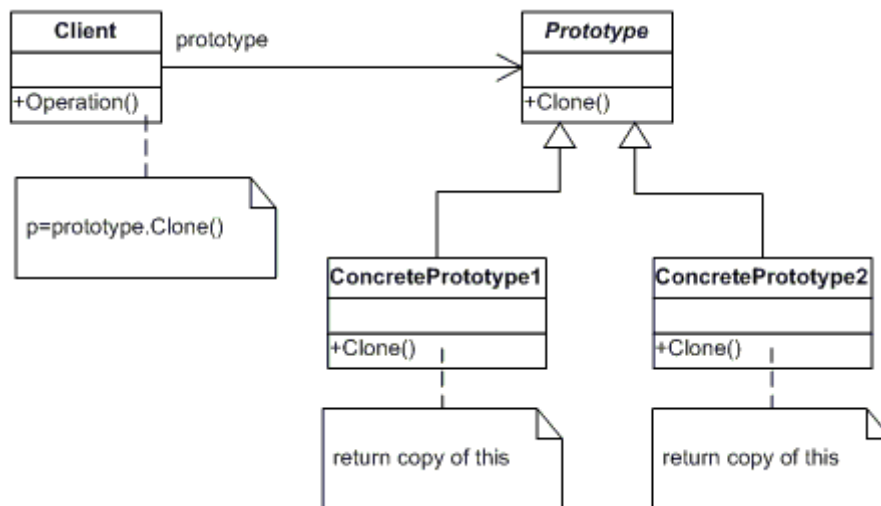 Client
prototype
Prototype
+Operation()
+Clone()
p=prototype.Clone()
ConcretePrototype1
ConcretePrototype2
+Clone()
+Clone()
return copy of this
return copy of this